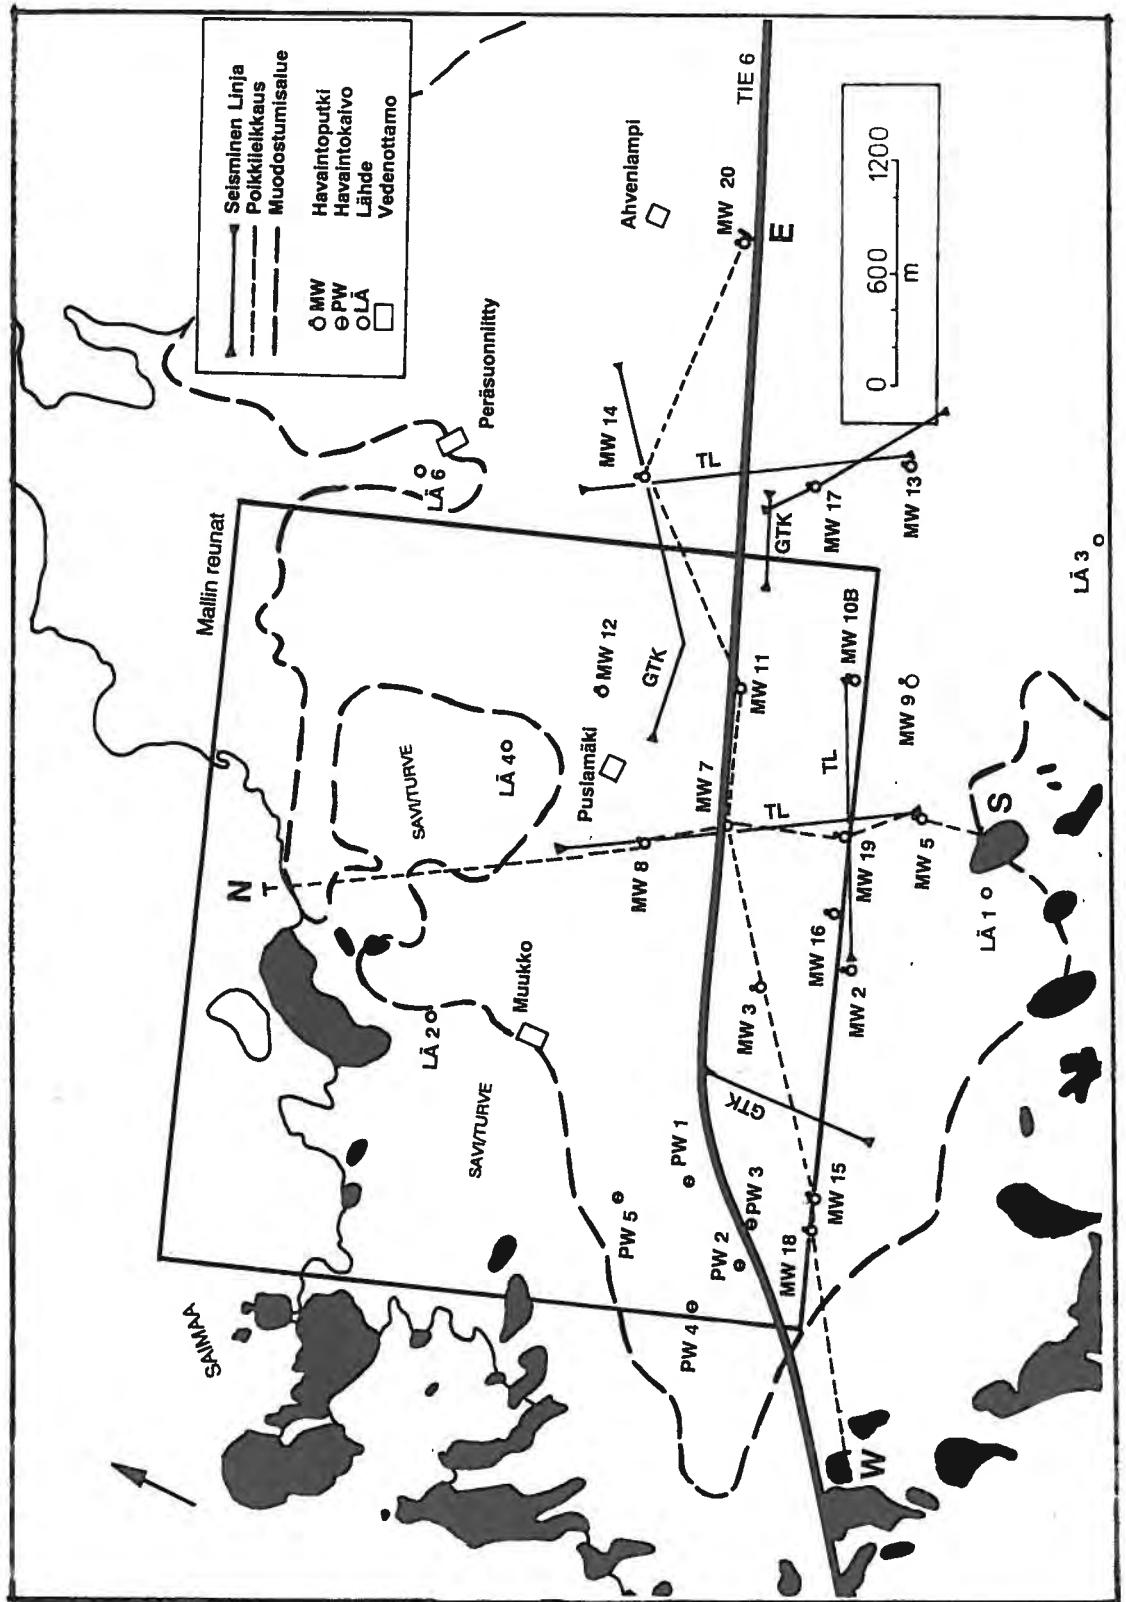 Seisminen Linja
Poikkileikkaus
Muodostumisalue
MW Havaintoputki
PW Havaintokaivo
LÄ Lähde
Vedenottamo
SAIMAA
N
Mallin reunat
LÄ 6
Peräsuonniitty
Ahvenlampi
SAVI/TURVE
LÄ 4
LÄ 2
Muukko
SAVI/TURVE
Puslamäki
MW 12
GTK
MW 14
MW 20
TIE 6
E
TL
MW 8
MW 7
MW 11
GTK
MW 17
MW 13
PW 5
PW 1
PW 4
PW 2
PW 3
MW 3
GTK
TL
TL
MW 18
MW 15
MW 16
MW 2
MW 19
MW 10B
MW 9
MW 5
W
LÄ 1
S
LÄ 3
0 600 1200
m